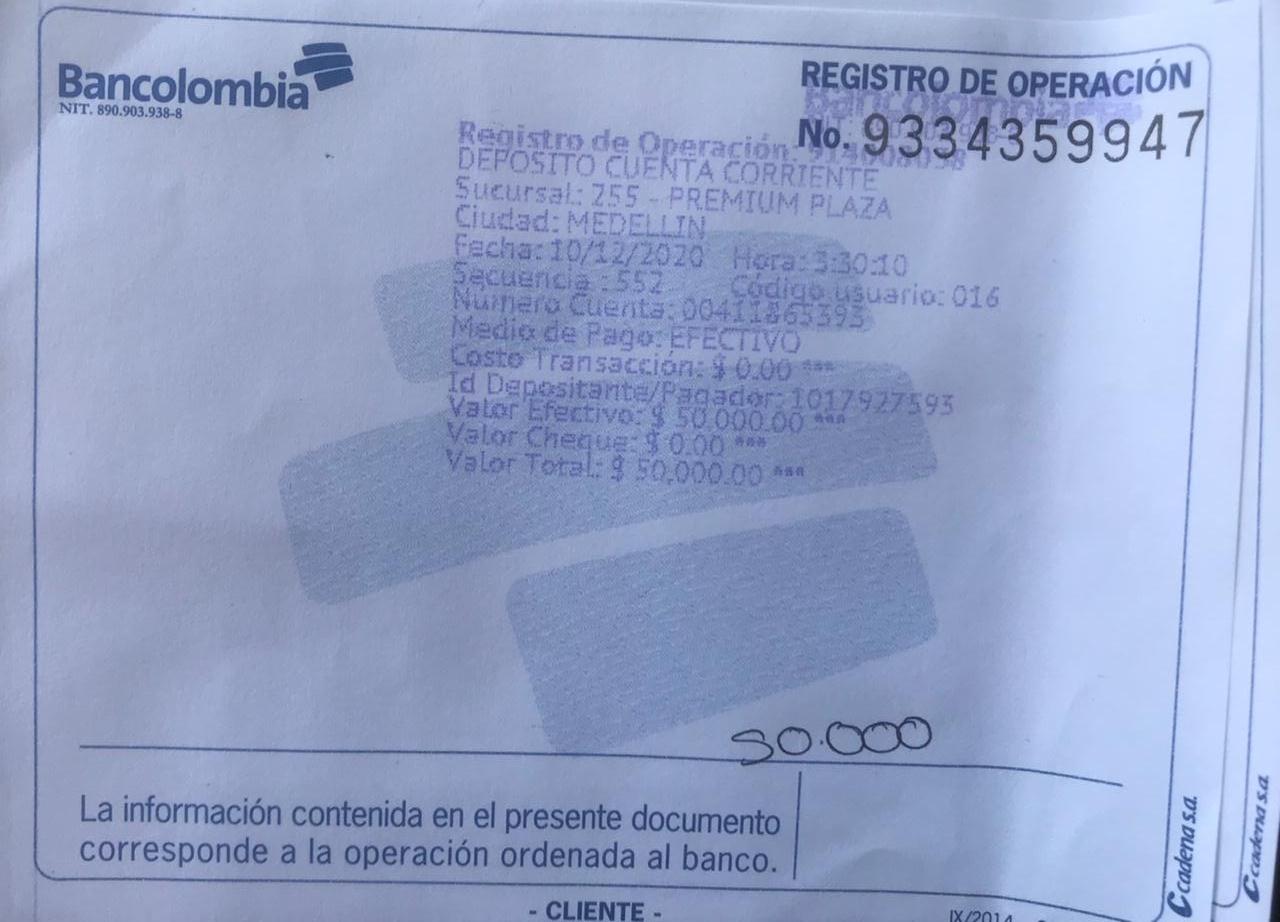 Bancolombia
NIT. 890.903.938-8
REGISTRO DE OPERACIÓN
No. 9334359947
Registro de Operación:
DEPOSITO CUENTA CORRIENTE
Sucursal: 255 - PREMIUM PLAZA
Ciudad: MEDELLIN
Fecha: 10/12/2020 Hora: 3:30:10
Secuencia : 552 Código usuario: 016
Numero Cuenta: 00411865393
Medio de Pago: EFECTIVO
Costo Transacción: $ 0.00 ***
Id Depositante/Pagador: 1017927593
Valor Efectivo: $ 50.000.00 ***
Valor Cheque: $ 0.00 ***
Valor Total: $ 50,000.00 ***
50.000
La información contenida en el presente documento
corresponde a la operación ordenada al banco.
- CLIENTE -
IX/2014
cadena s.a.
cadena s.a.